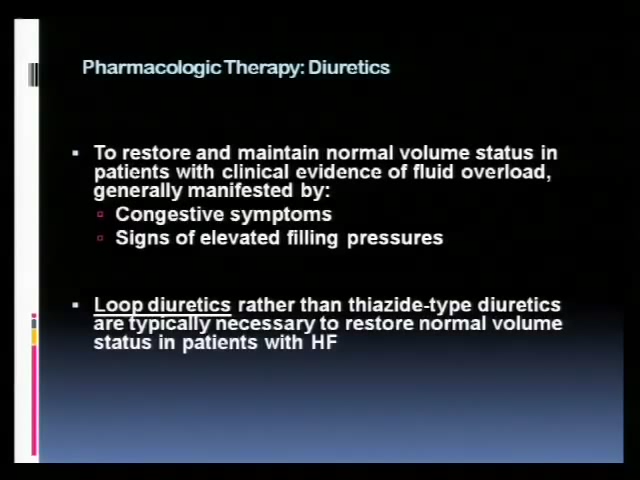 Pharmacologic Therapy: Diuretics
▪ To restore and maintain normal volume status in
patients with clinical evidence of fluid overload,
generally manifested by:
▫ Congestive symptoms
▫ Signs of elevated filling pressures
▪ Loop diuretics rather than thiazide-type diuretics
are typically necessary to restore normal volume
status in patients with HF